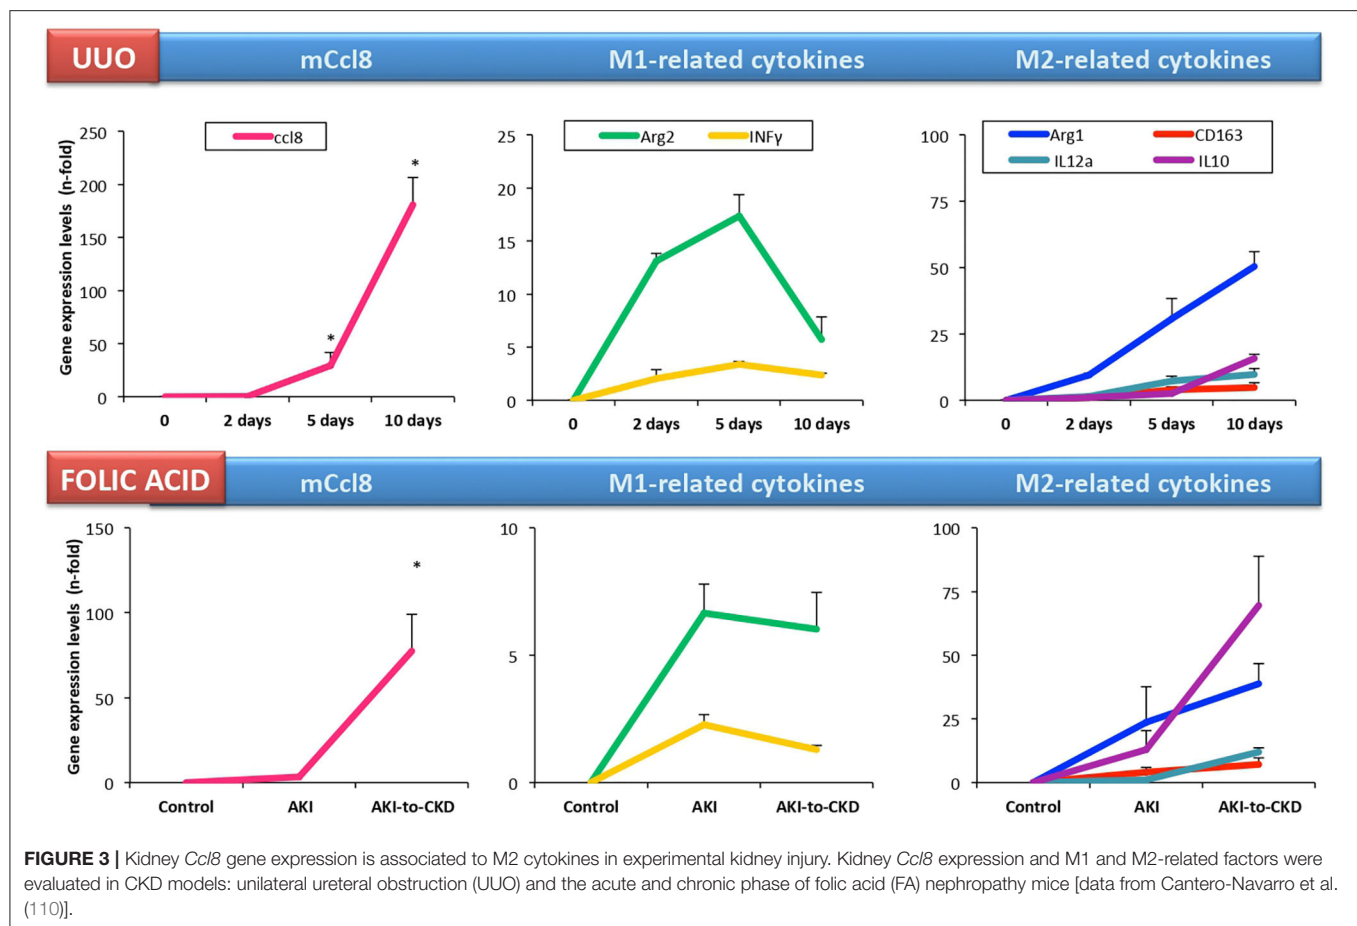 UUO mCcl8 M1-related cytokines M2-related cytokines
Gene expression levels (n-fold)
250
200
150
100
50
0
ccl8
*
*
0 2 days 5 days 10 days
25
20
15
10
5
0
Arg2 INFγ
0 2 days 5 days 10 days
100
75
50
25
0
Arg1 CD163
IL12a IL10
0 2 days 5 days 10 days
FOLIC ACID mCcl8 M1-related cytokines M2-related cytokines
Gene expression levels (n-fold)
150
100
50
0
*
Control AKI AKI-to-CKD
10
5
0
Control AKI AKI-to-CKD
100
75
50
25
0
Control AKI AKI-to-CKD
FIGURE 3 | Kidney Ccl8 gene expression is associated to M2 cytokines in experimental kidney injury. Kidney Ccl8 expression and M1 and M2-related factors were
evaluated in CKD models: unilateral ureteral obstruction (UUO) and the acute and chronic phase of folic acid (FA) nephropathy mice [data from Cantero-Navarro et al.
(110)].